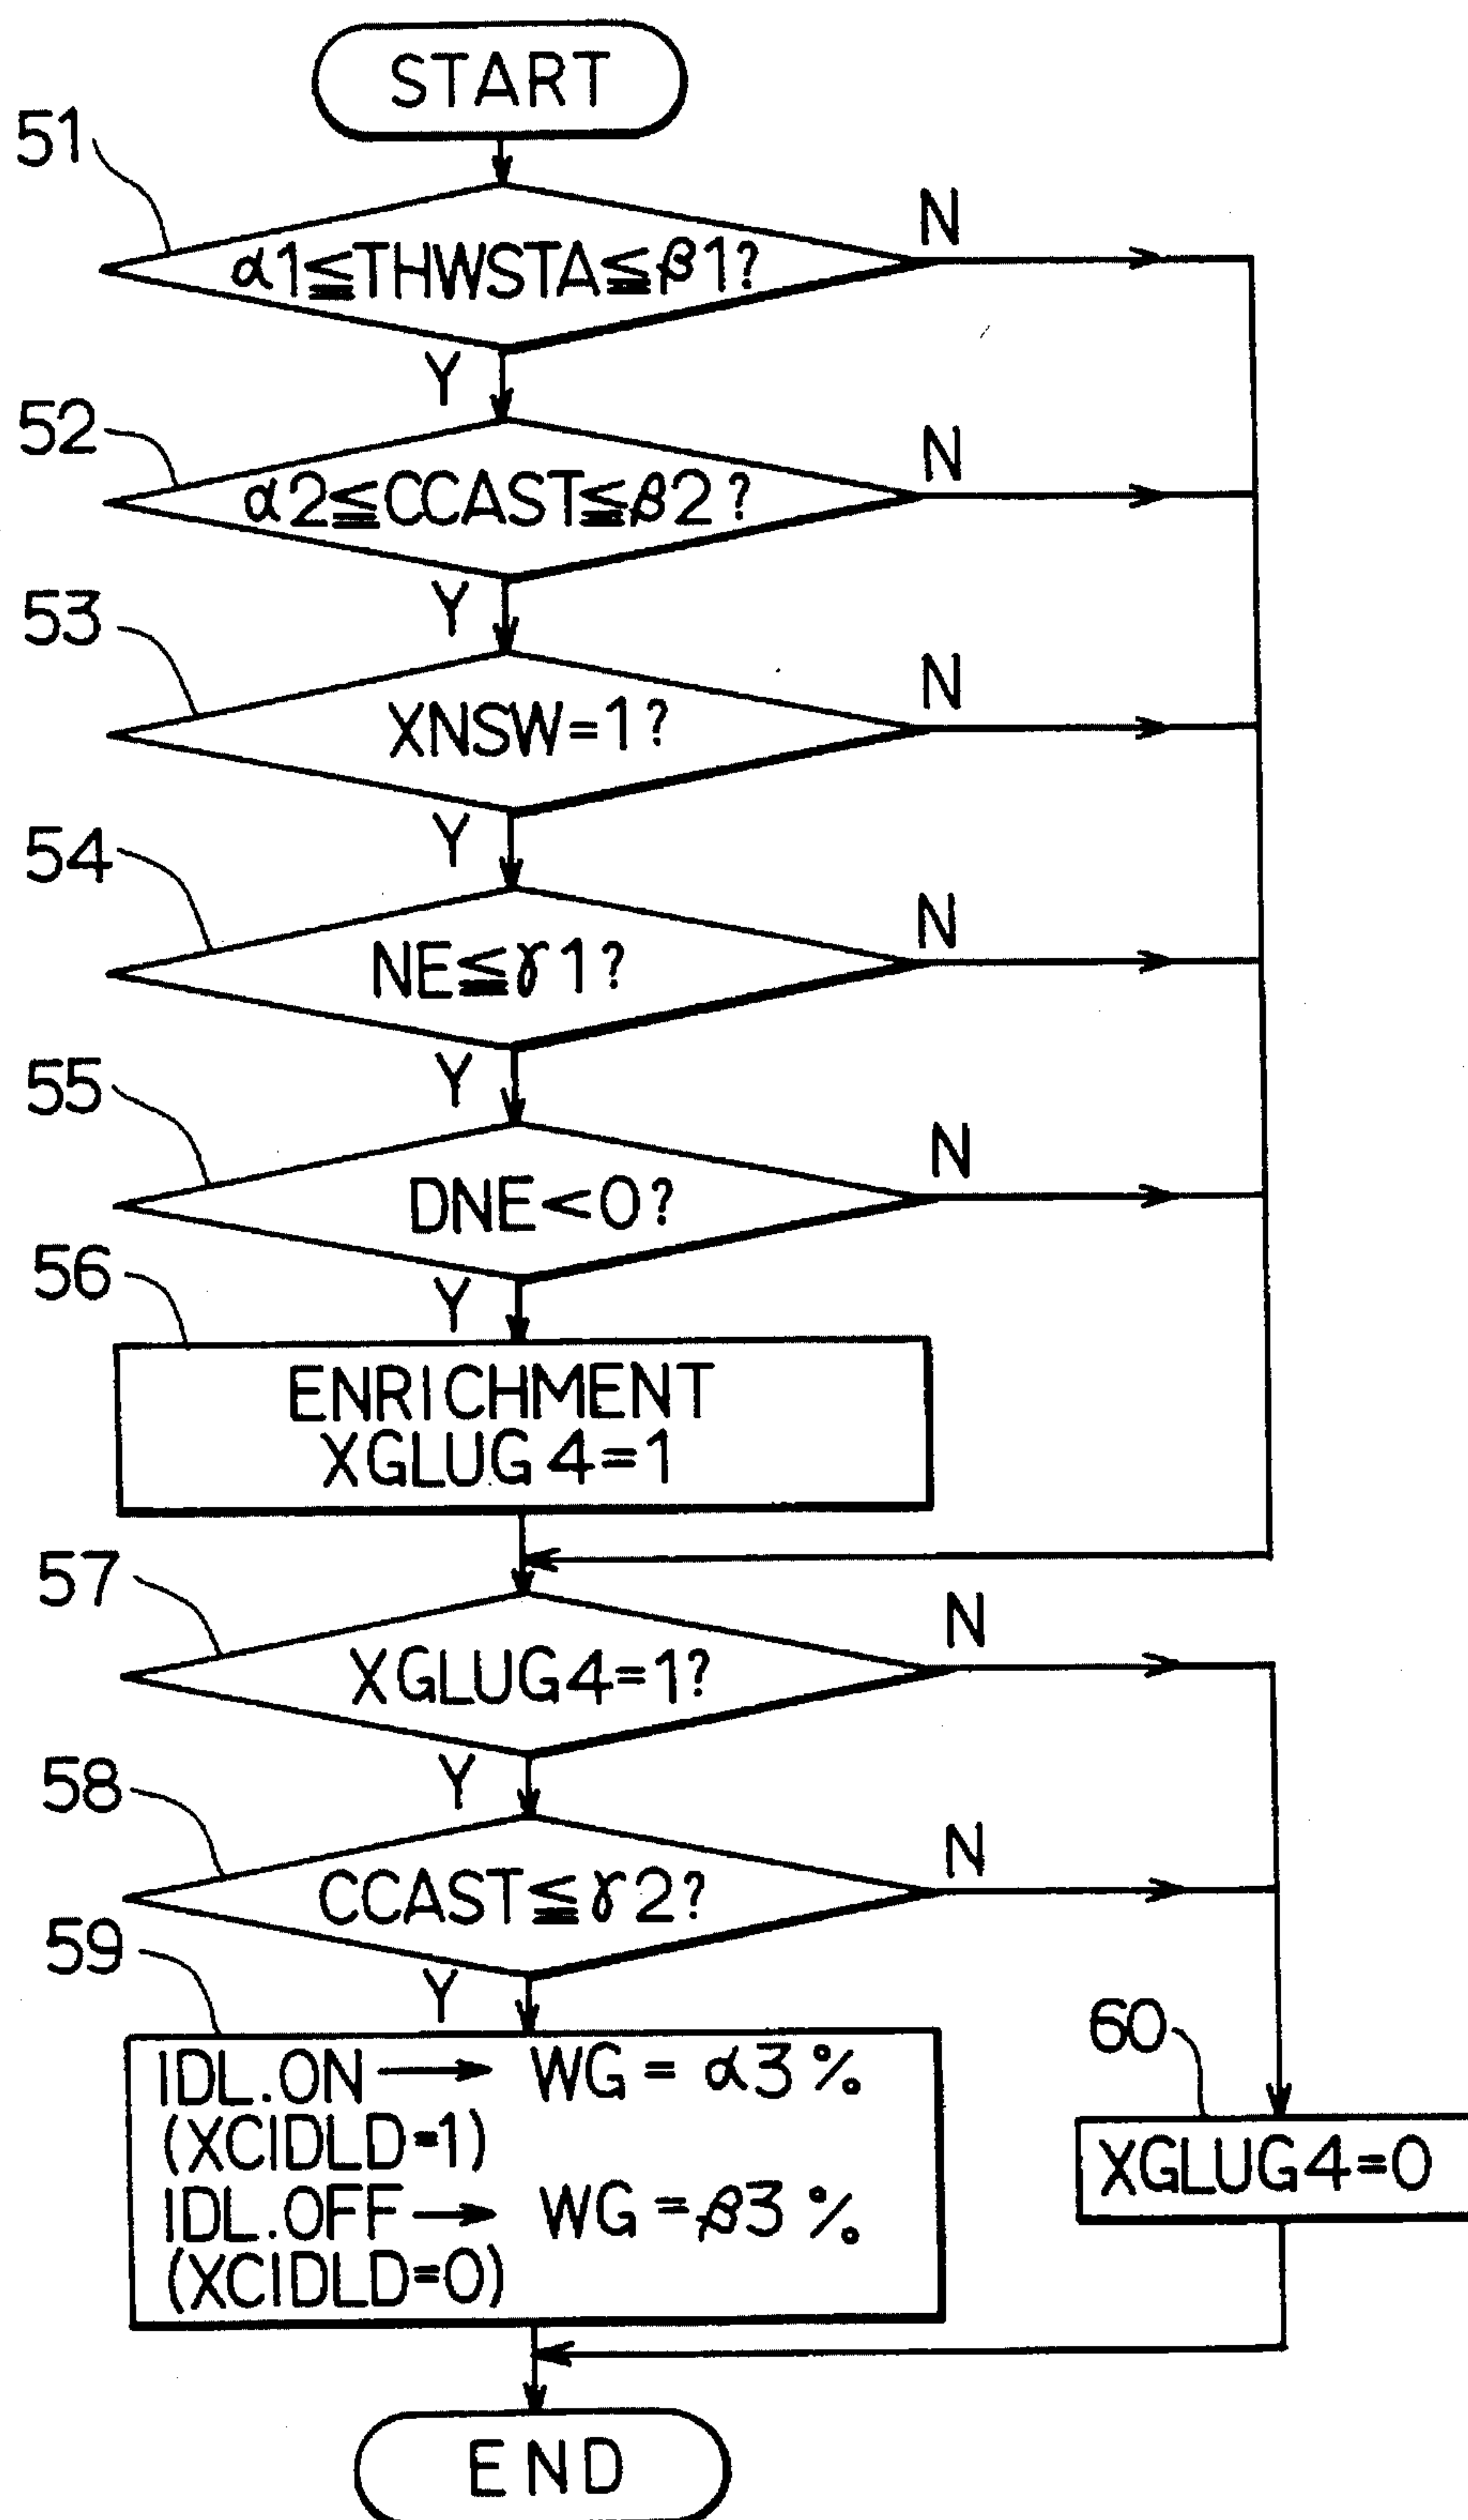 START
51
α1≦THWSTA≦β1?
N
Y
52
α2≦CCAST≦β2?
N
Y
53
XNSW=1?
N
Y
54
NE≦γ1?
N
Y
55
DNE<0?
N
Y
56
ENRICHMENT
XGLUG4=1
57
XGLUG4=1?
N
Y
58
CCAST≦γ2?
N
Y
59
IDL.ON → WG = α3%
(XCIDLD=1)
IDL.OFF → WG = β3%
(XCIDLD=0)
60
XGLUG4=0
END